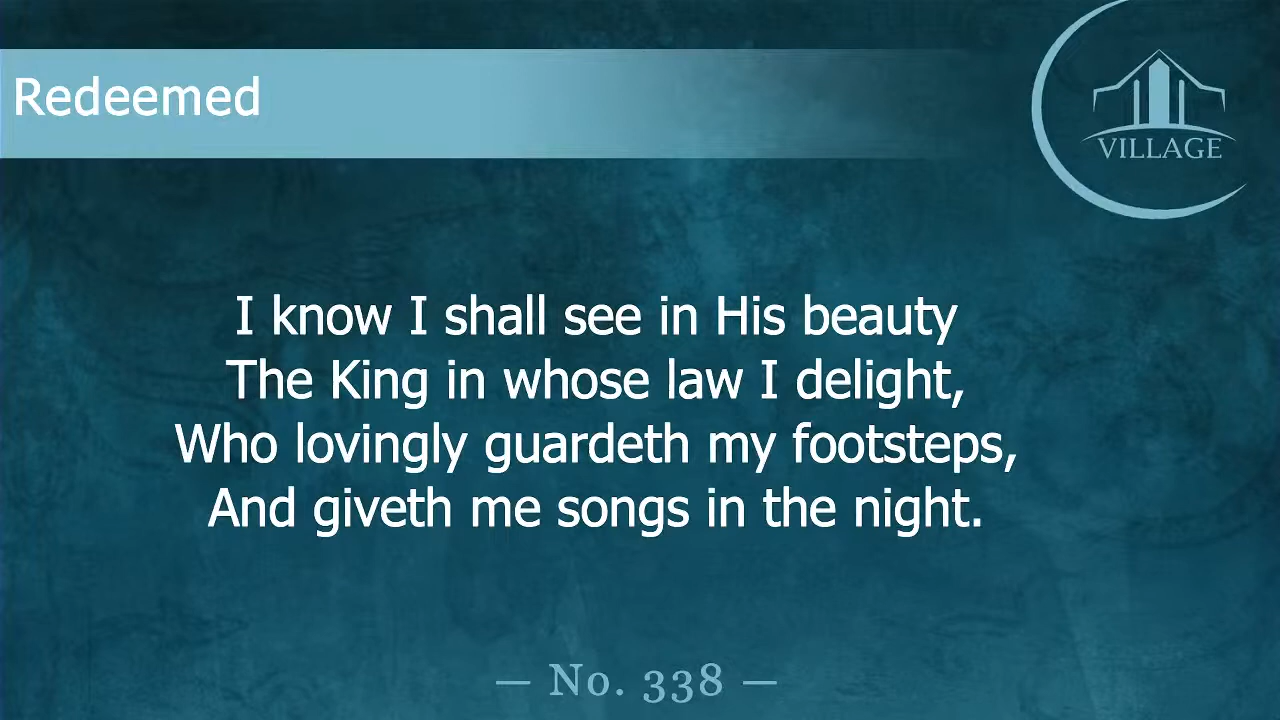 Redeemed
VILLAGE
I know I shall see in His beauty
The King in whose law I delight,
Who lovingly guardeth my footsteps,
And giveth me songs in the night.
— No. 338 —